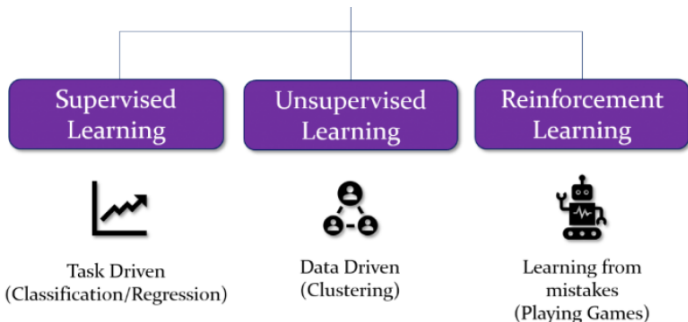 Supervised
Learning
Unsupervised
Learning
Reinforcement
Learning
Task Driven
(Classification/Regression)
Data Driven
(Clustering)
Learning from
mistakes
(Playing Games)